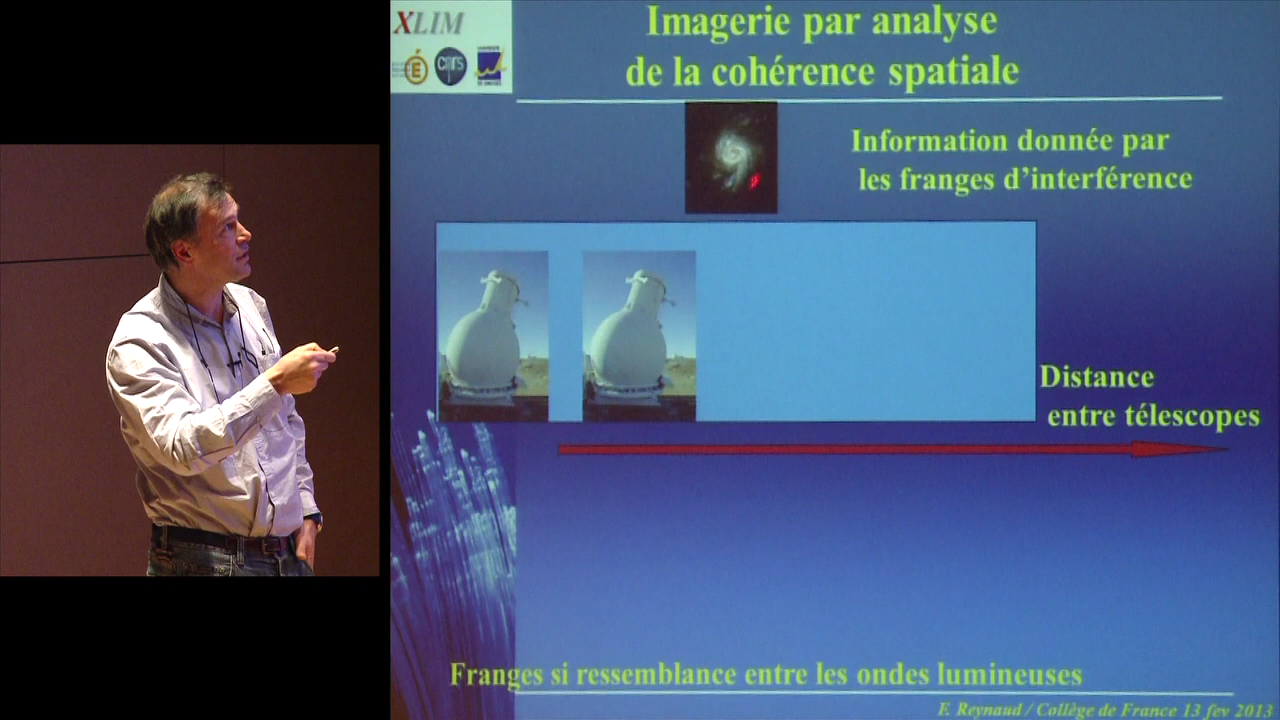 XLIM
cnrs
Imagerie par analyse
de la cohérence spatiale
Information donnée par
les franges d'interférence
Distance
entre télescopes
Franges si ressemblance entre les ondes lumineuses
F. Reynaud / Collège de France 13 fev 2013